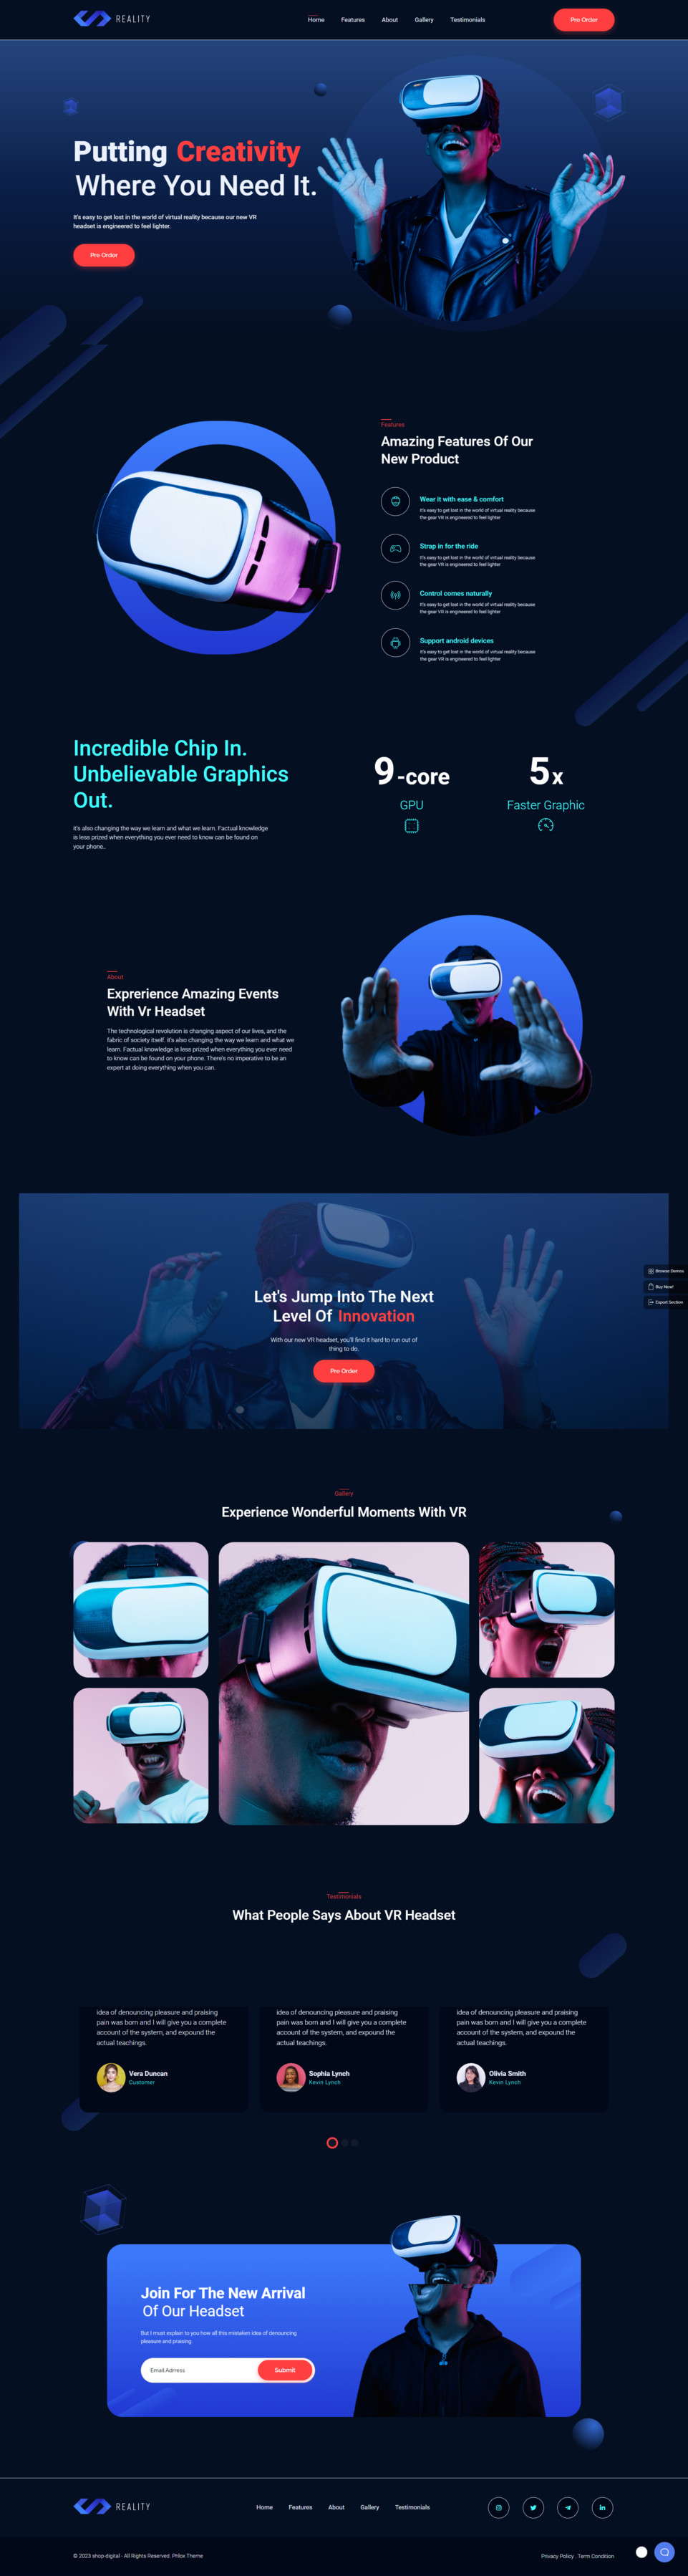 REALITY
Home Features About Gallery Testimonials
Pre Order
Putting Creativity
Where You Need It.
It's easy to get lost in the world of virtual reality because our new VR
headset is engineered to feel lighter.
Pre Order
Features
Amazing Features Of Our
New Product
Wear it with ease & comfort
It's easy to get lost in the world of virtual reality because
the gear VR is engineered to feel lighter
Strap in for the ride
It's easy to get lost in the world of virtual reality because
the gear VR is engineered to feel lighter
Control comes naturally
It's easy to get lost in the world of virtual reality because
the gear VR is engineered to feel lighter
Support android devices
It's easy to get lost in the world of virtual reality because
the gear VR is engineered to feel lighter
Incredible Chip In.
Unbelievable Graphics
Out.
It's also changing the way we learn and what we learn. Factual knowledge
is less prized when everything you ever need to know can be found on
your phone..
9-core
GPU
5x
Faster Graphic
About
Exprerience Amazing Events
With Vr Headset
The technological revolution is changing aspect of our lives, and the
fabric of society itself. it's also changing the way we learn and what we
learn. Factual knowledge is less prized when everything you ever need
to know can be found on your phone. There's no imperative to be an
expert at doing everything when you can.
Let's Jump Into The Next
Level Of Innovation
With our new VR headset, you'll find it hard to run out of
thing to do.
Pre Order
Browse Demos
Buy Now!
Export Section
Gallery
Experience Wonderful Moments With VR
Testimonials
What People Says About VR Headset
idea of denouncing pleasure and praising
pain was born and I will give you a complete
account of the system, and expound the
actual teachings.
Vera Duncan
Customer
idea of denouncing pleasure and praising
pain was born and I will give you a complete
account of the system, and expound the
actual teachings.
Sophia Lynch
Kevin Lynch
idea of denouncing pleasure and praising
pain was born and I will give you a complete
account of the system, and expound the
actual teachings.
Olivia Smith
Kevin Lynch
Join For The New Arrival
Of Our Headset
But I must explain to you how all this mistaken idea of denouncing
pleasure and praising.
Email Adrress
Submit
REALITY
Home Features About Gallery Testimonials
in
© 2023 shop digital - All Rights Reserved. Phlox Theme
Privacy Policy Term Condition